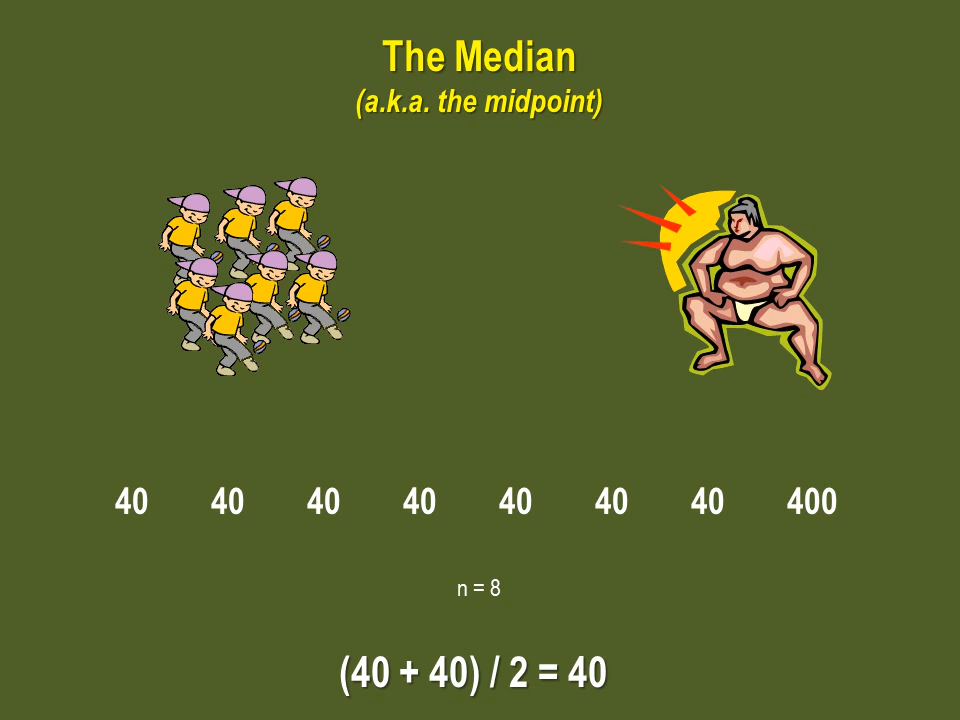 The Median
(a.k.a. the midpoint)
40 40 40 40 40 40 40 400
n = 8
(40 + 40) / 2 = 40